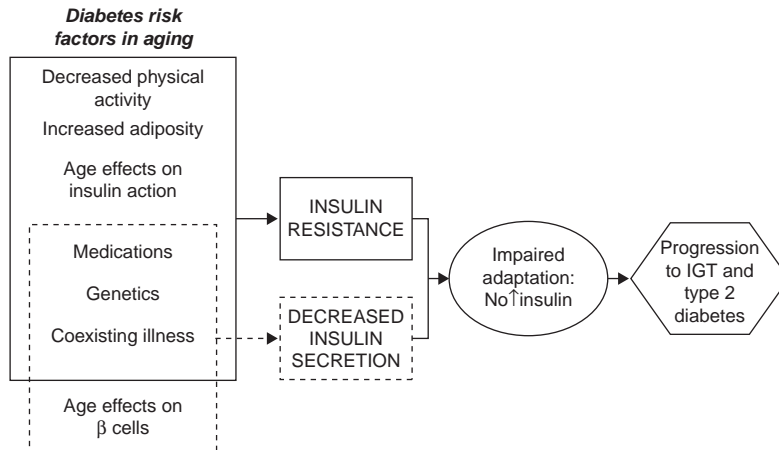 Diabetes risk
factors in aging
Decreased physical
activity
Increased adiposity
Age effects on
insulin action
Medications
Genetics
Coexisting illness
Age effects on
β cells
INSULIN
RESISTANCE
DECREASED
INSULIN
SECRETION
Impaired
adaptation:
No↑insulin
Progression
to IGT and
type 2
diabetes